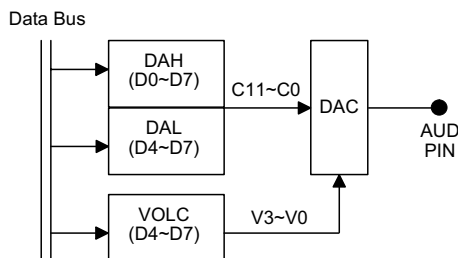 Data Bus
DAH
(D0~D7)
C11~C0
DAC
DAL
(D4~D7)
AUD
PIN
VOLC
(D4~D7)
V3~V0